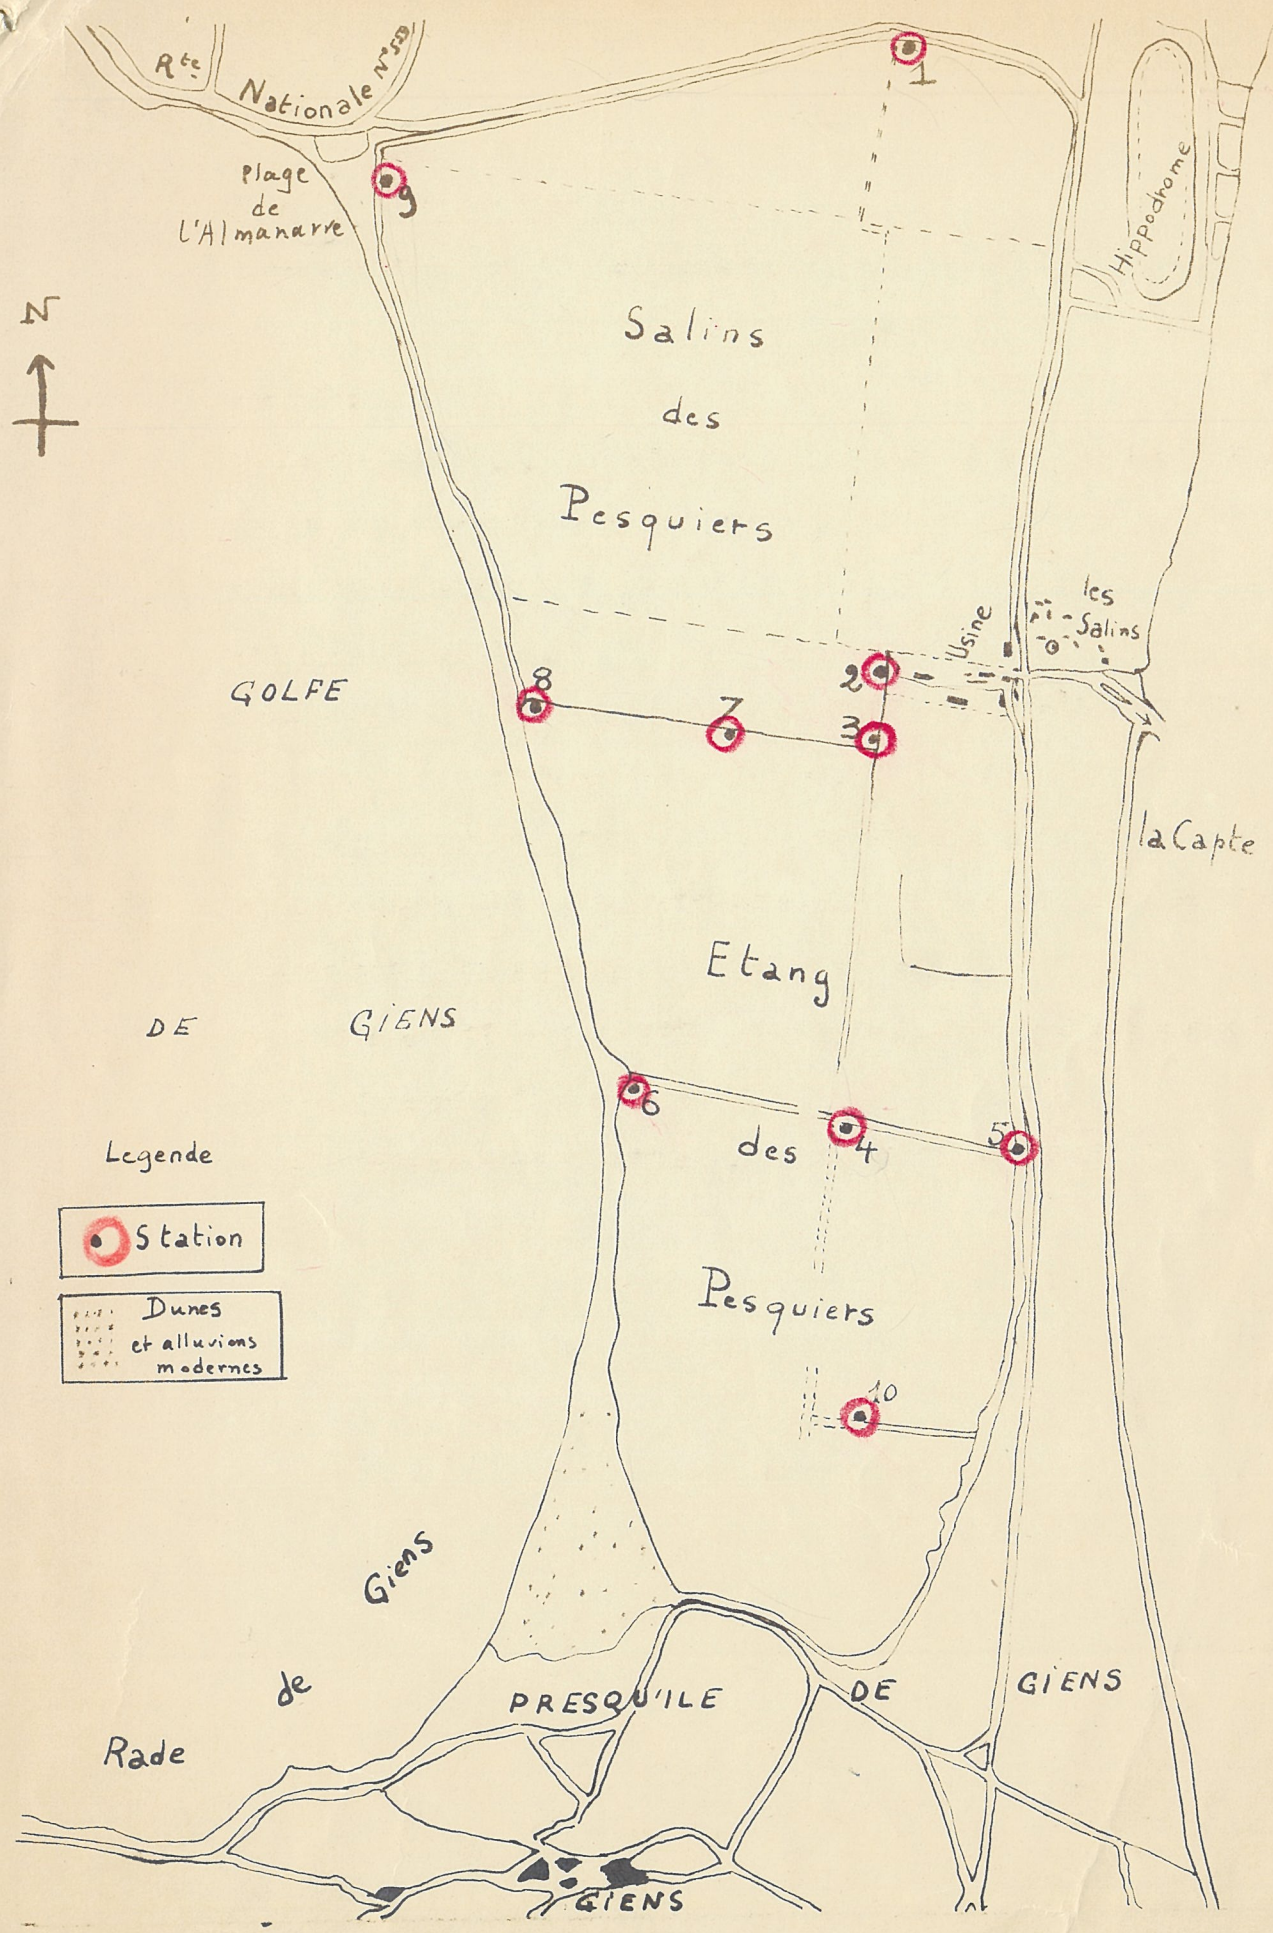 Rte
Nationale N°559
1
Plage
de
l'Almanarre
9
Hippodrome
N
Salins
des
Pesquiers
les
Salins
Usine
2
8
GOLFE
7
3
la Capte
Etang
DE GIENS
6
des
4
5
Legende
Station
Dunes
et alluvions
modernes
Pesquiers
10
Giens
de
Rade
PRESQU'ILE DE GIENS
GIENS